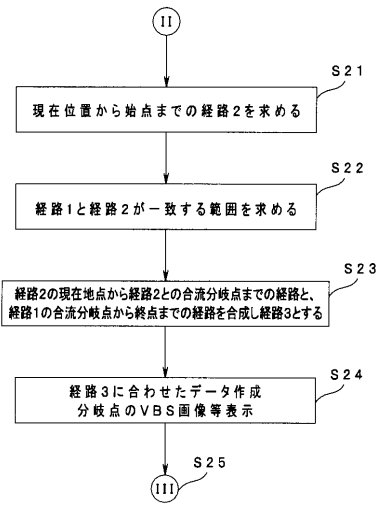 II
S21
現在位置から始点までの経路2を求める
S22
経路1と経路2が一致する範囲を求める
S23
経路2の現在地点から経路2との合流分岐点までの経路と、
経路1の合流分岐点から終点までの経路を合成し経路3とする
S24
経路3に合わせたデータ作成
分岐点のVBS画像等表示
S25
III